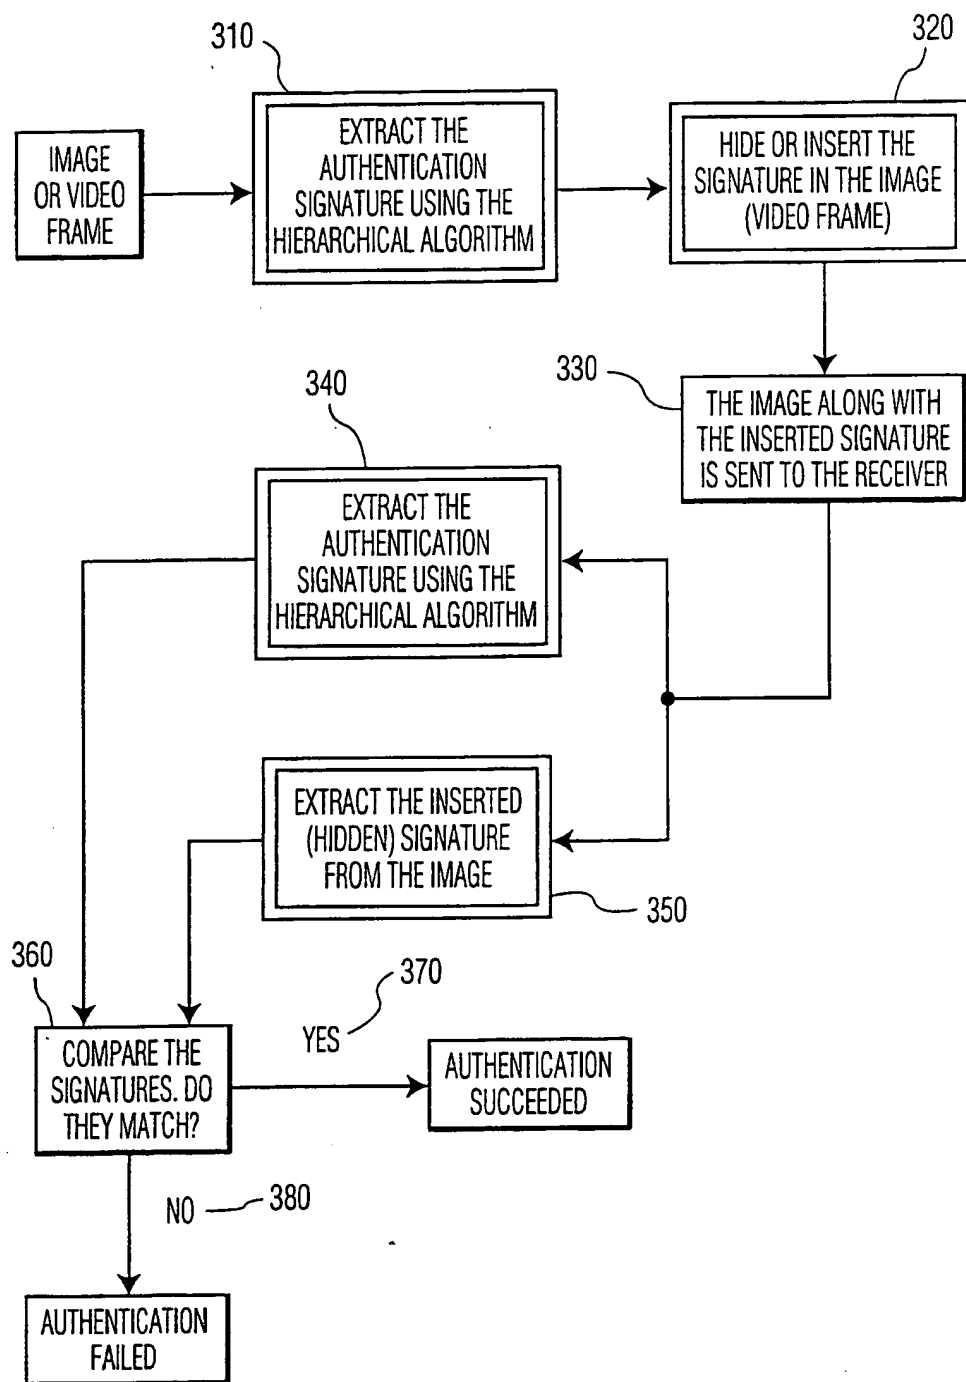 310
320
IMAGE
OR VIDEO
FRAME
EXTRACT THE
AUTHENTICATION
SIGNATURE USING THE
HIERARCHICAL ALGORITHM
HIDE OR INSERT THE
SIGNATURE IN THE IMAGE
(VIDEO FRAME)
330
THE IMAGE ALONG WITH
THE INSERTED SIGNATURE
IS SENT TO THE RECEIVER
340
EXTRACT THE
AUTHENTICATION
SIGNATURE USING THE
HIERARCHICAL ALGORITHM
EXTRACT THE INSERTED
(HIDDEN) SIGNATURE
FROM THE IMAGE
350
360
370
YES
COMPARE THE
SIGNATURES. DO
THEY MATCH?
AUTHENTICATION
SUCCEEDED
NO
380
AUTHENTICATION
FAILED